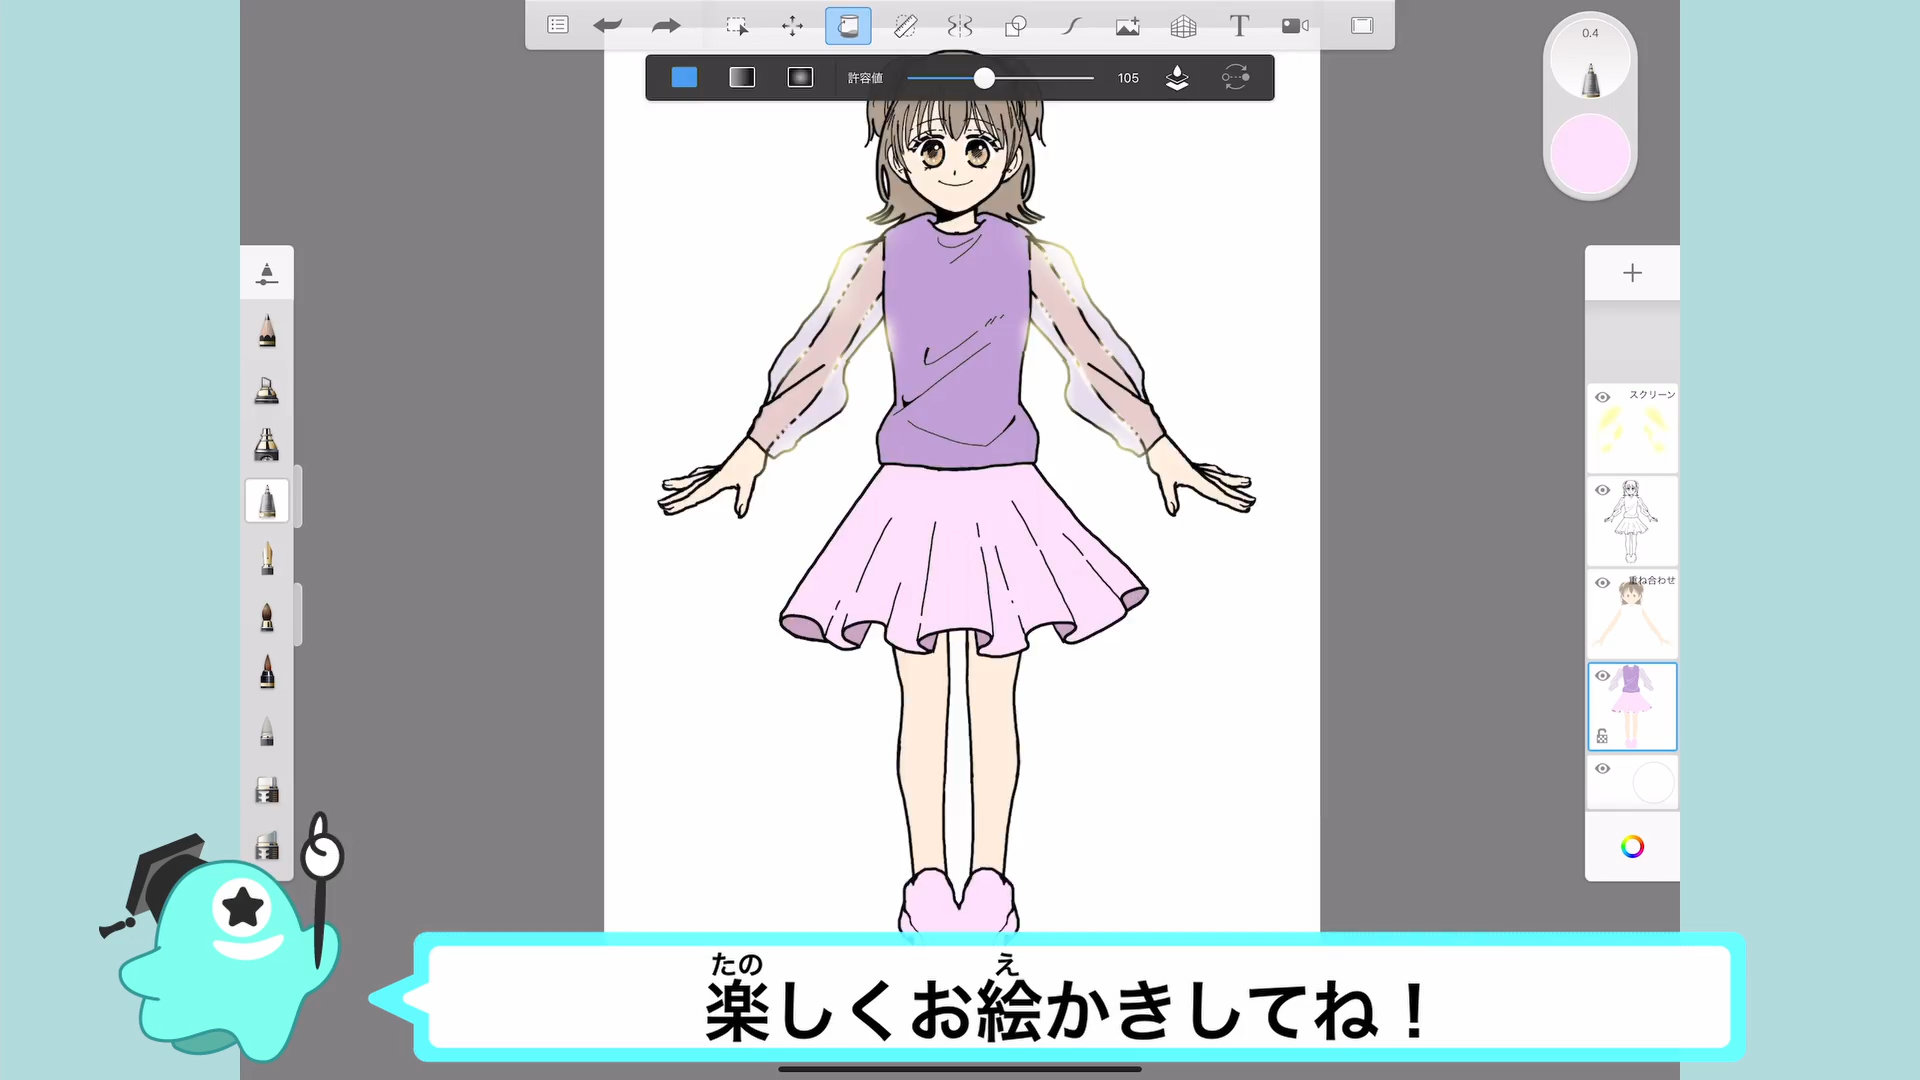 0.4
許容値 105
スクリーン
重ね合わせ
たの え
楽しくお絵かきしてね！